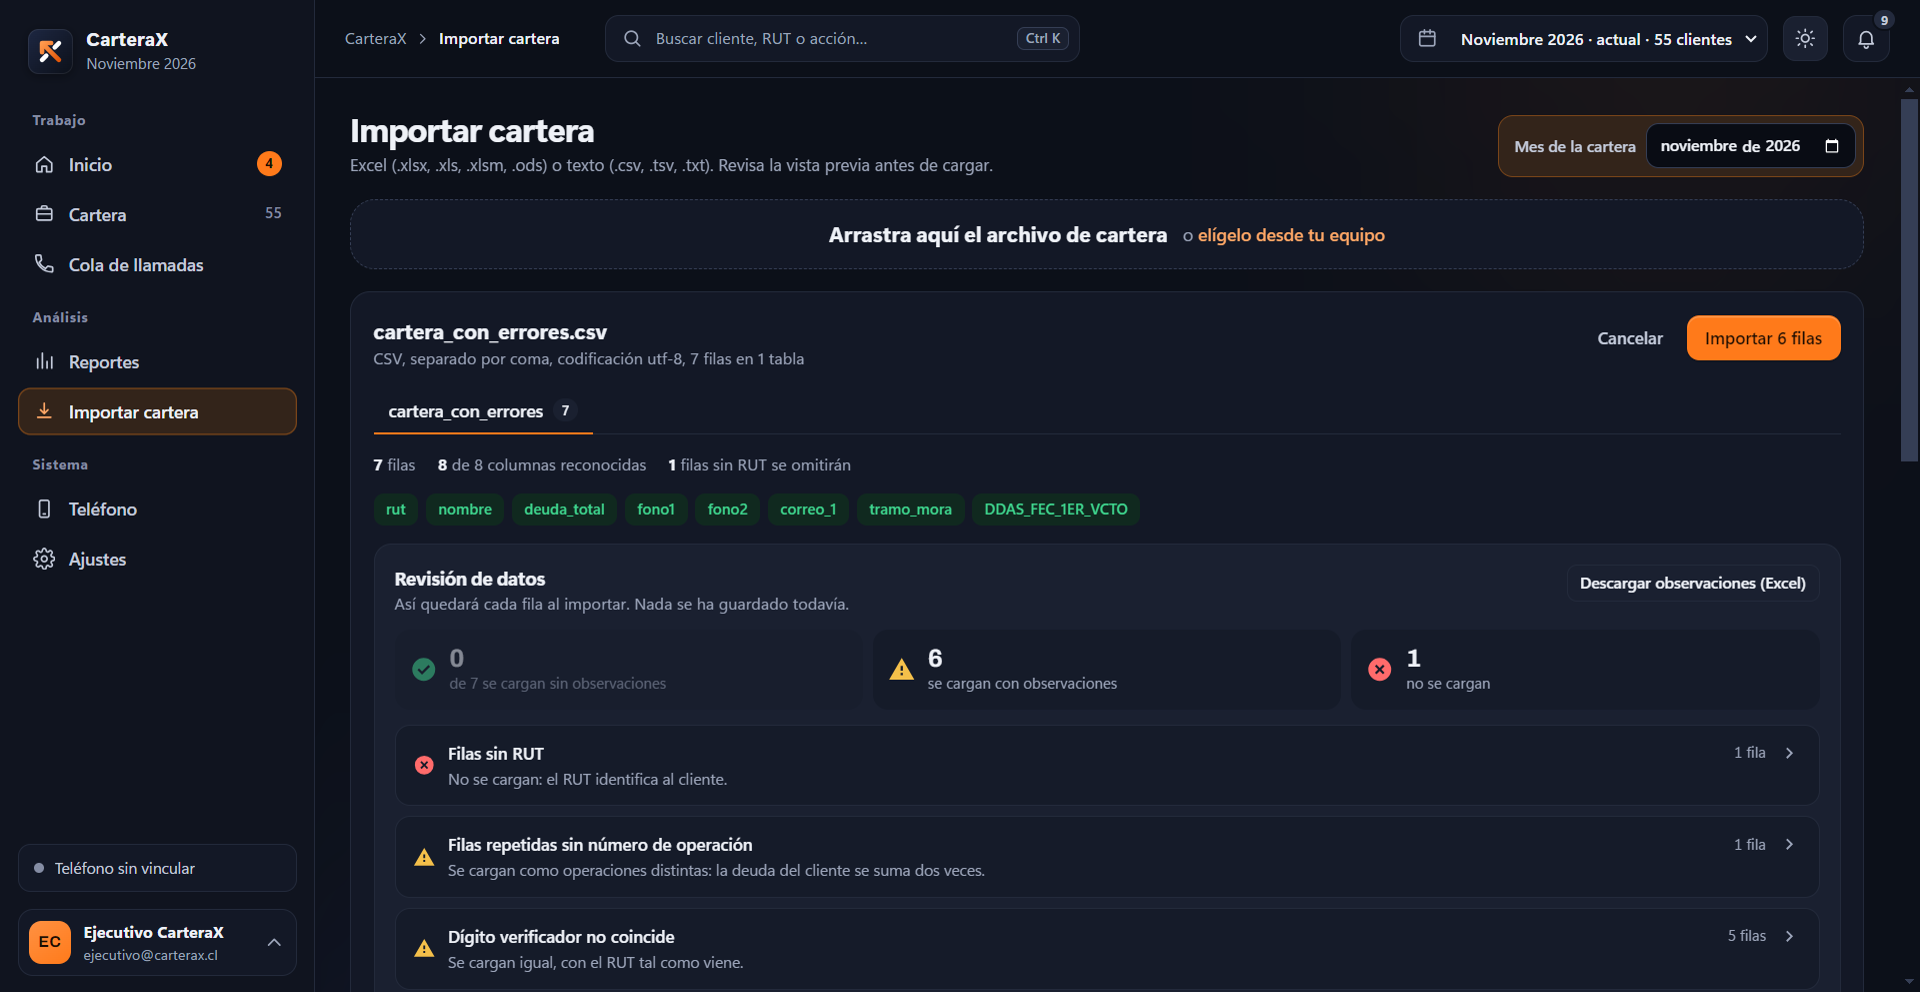 CarteraX
Noviembre 2026
Trabajo
Inicio
4
Cartera
55
Cola de llamadas
Análisis
Reportes
Importar cartera
Sistema
Teléfono
Ajustes
Teléfono sin vincular
EC
Ejecutivo CarteraX
ejecutivo@carterax.cl
CarteraX > Importar cartera
Buscar cliente, RUT o acción...
Ctrl K
Noviembre 2026 · actual · 55 clientes
9
Importar cartera
Excel (.xlsx, .xls, .xlsm, .ods) o texto (.csv, .tsv, .txt). Revisa la vista previa antes de cargar.
Mes de la cartera
noviembre de 2026
Arrastra aquí el archivo de cartera o elígelo desde tu equipo
cartera_con_errores.csv
CSV, separado por coma, codificación utf-8, 7 filas en 1 tabla
Cancelar
Importar 6 filas
cartera_con_errores 7
7 filas 8 de 8 columnas reconocidas 1 filas sin RUT se omitirán
rut nombre deuda_total fono1 fono2 correo_1 tramo_mora DDAS_FEC_1ER_VCTO
Revisión de datos
Así quedará cada fila al importar. Nada se ha guardado todavía.
Descargar observaciones (Excel)
0
de 7 se cargan sin observaciones
6
se cargan con observaciones
1
no se cargan
Filas sin RUT
No se cargan: el RUT identifica al cliente.
1 fila
Filas repetidas sin número de operación
Se cargan como operaciones distintas: la deuda del cliente se suma dos veces.
1 fila
Dígito verificador no coincide
Se cargan igual, con el RUT tal como viene.
5 filas